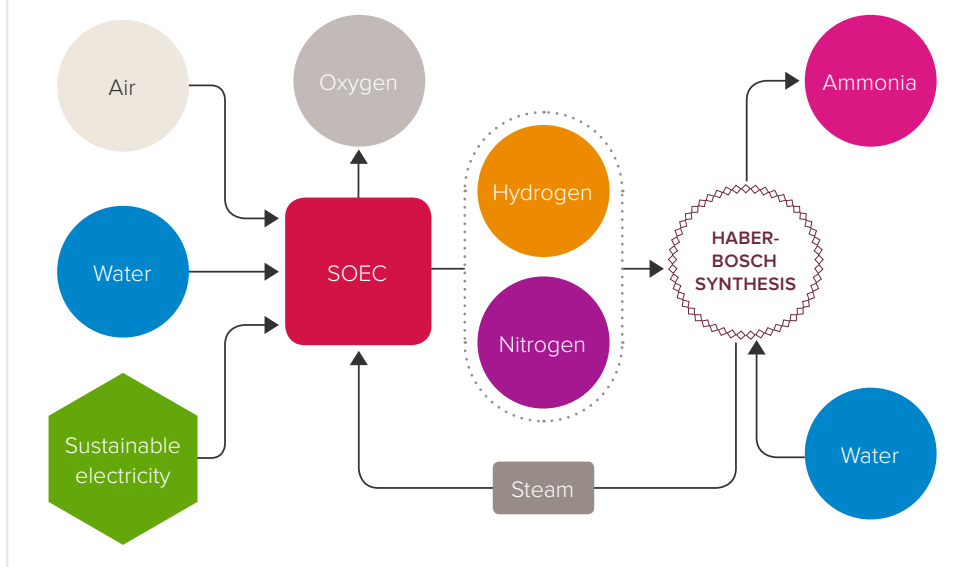 Air
Oxygen
Ammonia
Hydrogen
HABER-
BOSCH
SYNTHESIS
Water
SOEC
Nitrogen
Sustainable
electricity
Steam
Water